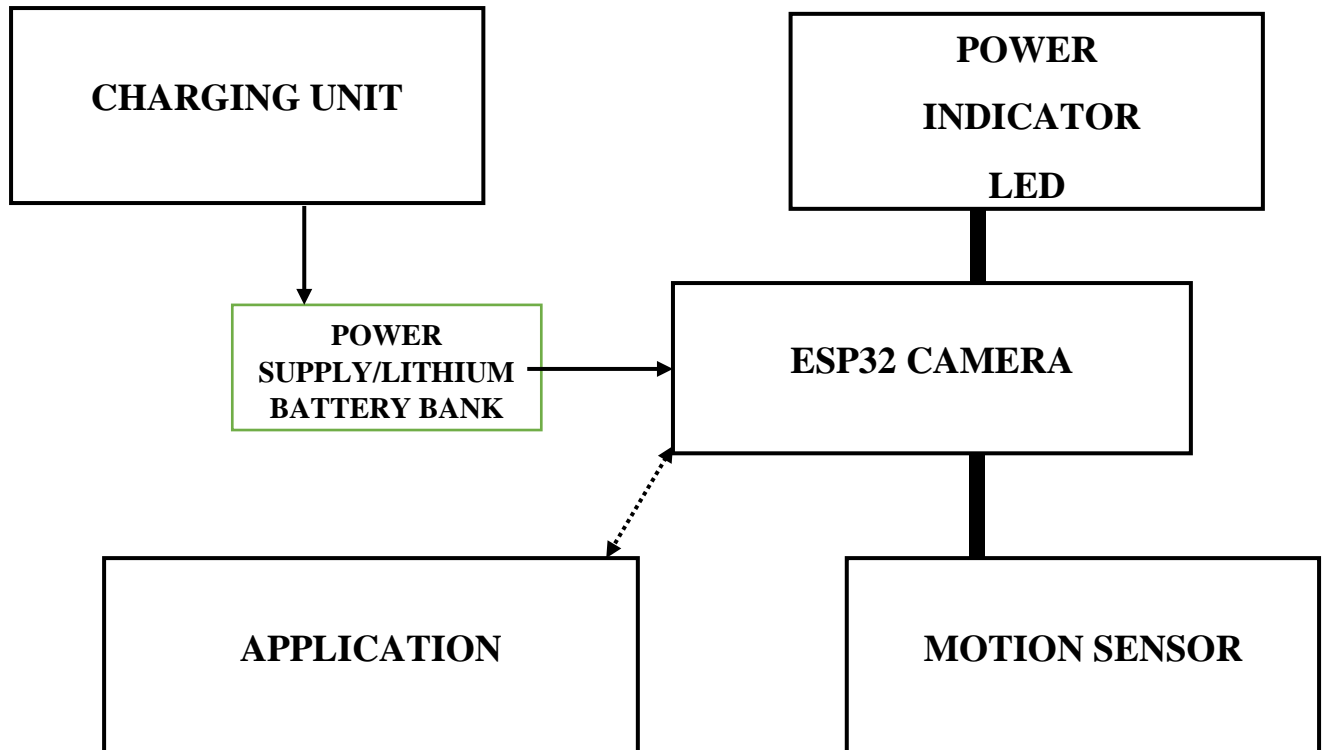 CHARGING UNIT
POWER
INDICATOR
LED
POWER
SUPPLY/LITHIUM
BATTERY BANK
ESP32 CAMERA
APPLICATION
MOTION SENSOR